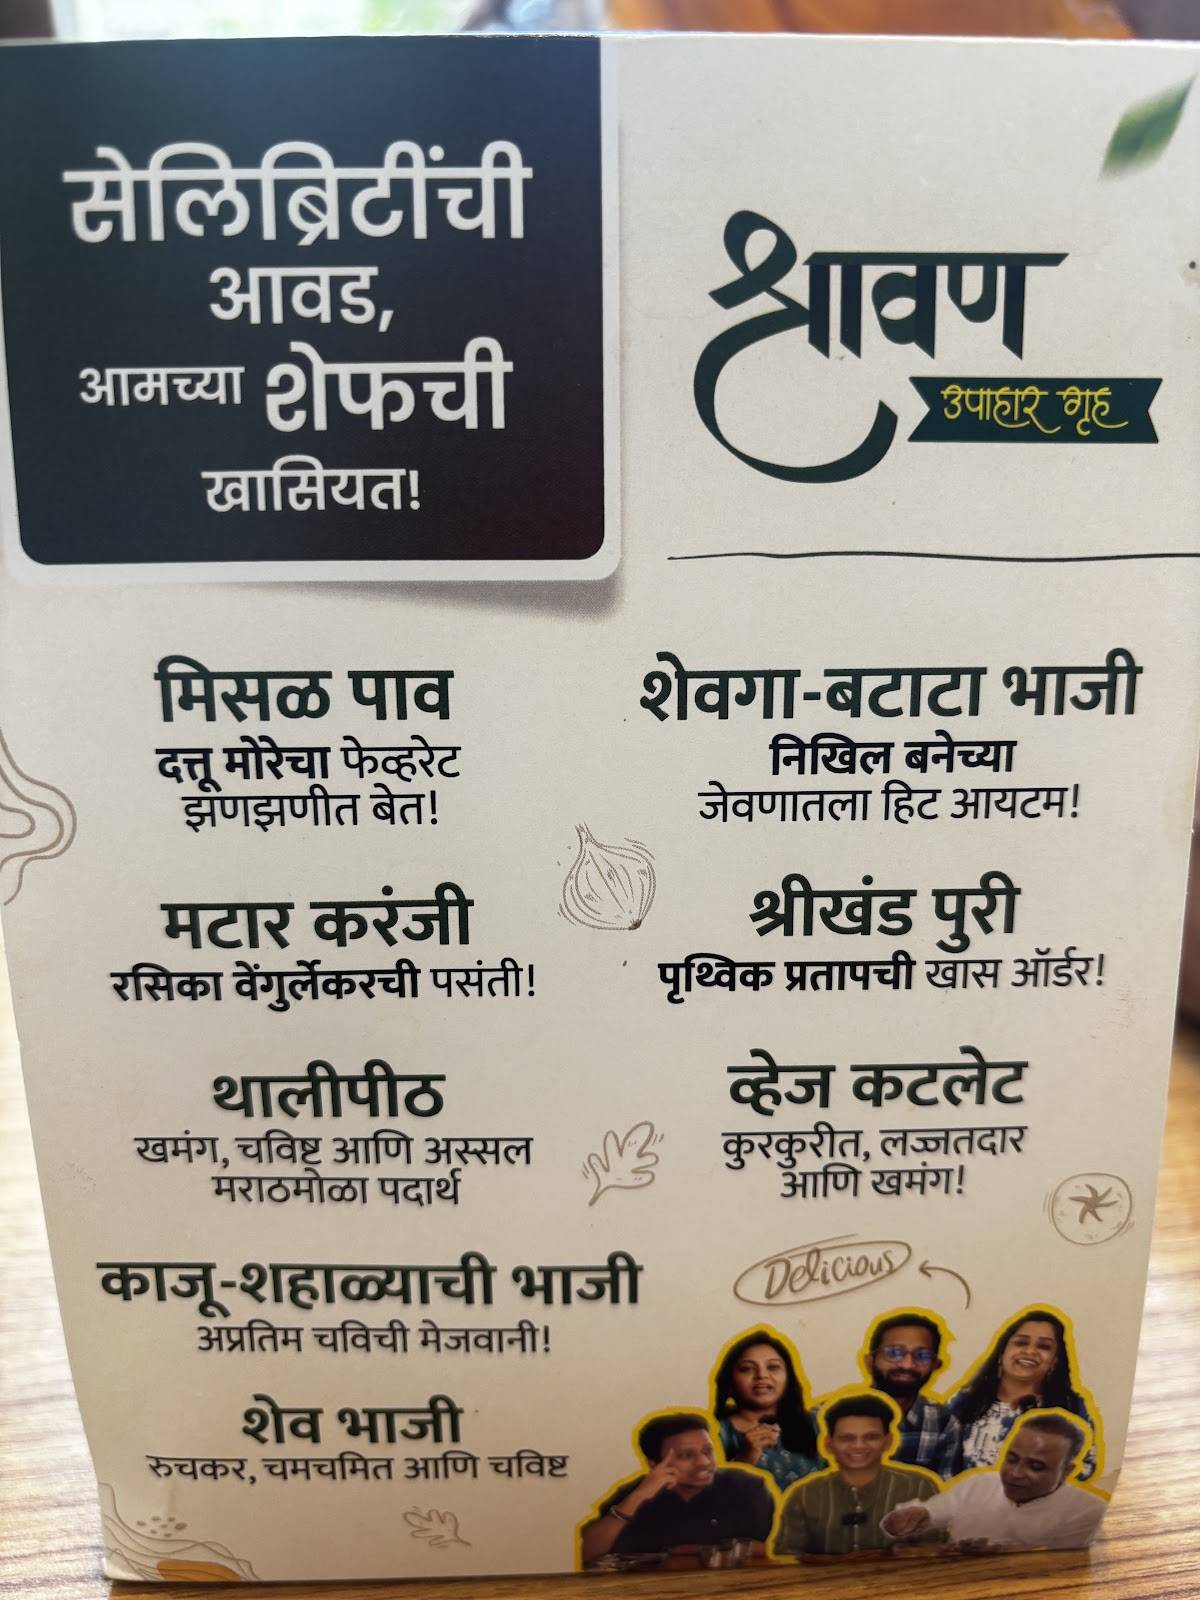 सेलिब्रिटींची
आवड,
आमच्या शेफची
खासियत!
श्रावण
उपाहार गृह
मिसळ पाव
दत्तू मोरेचा फेव्हरेट
झणझणीत बेत!
शेवगा-बटाटा भाजी
निखिल बनेच्या
जेवणातला हिट आयटम!
मटार करंजी
रसिका वेंगुर्लेकरची पसंती!
श्रीखंड पुरी
पृथ्विक प्रतापची खास ऑर्डर!
थालीपीठ
खमंग, चविष्ट आणि अस्सल
मराठमोळा पदार्थ
व्हेज कटलेट
कुरकुरीत, लज्जतदार
आणि खमंग!
काजू-शहाळ्याची भाजी
अप्रतिम चविची मेजवानी!
शेव भाजी
रुचकर, चमचमित आणि चविष्ट
Delicious